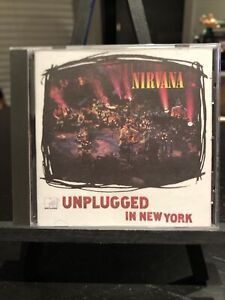 NIRVANA
UNPLUGGED
IN NEW YORK